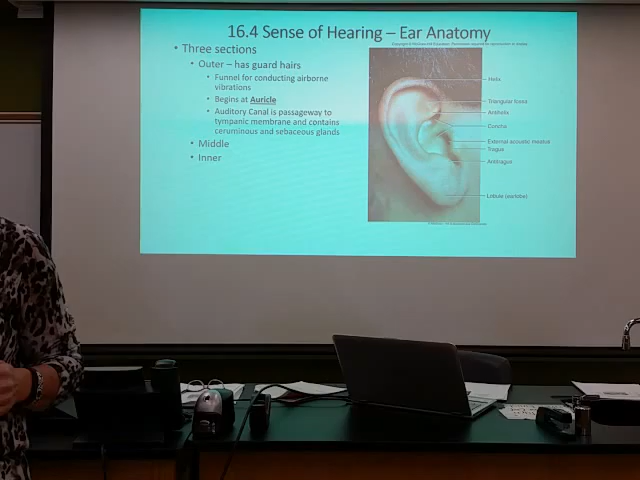 16.4 Sense of Hearing – Ear Anatomy
• Three sections
• Outer – has guard hairs
• Funnel for conducting airborne
vibrations
• Begins at Auricle
• Auditory Canal is passageway to
tympanic membrane and contains
ceruminous and sebaceous glands
• Middle
• Inner
Helix
Triangular fossa
Antihelix
Concha
External acoustic meatus
Tragus
Antitragus
Lobule (earlobe)